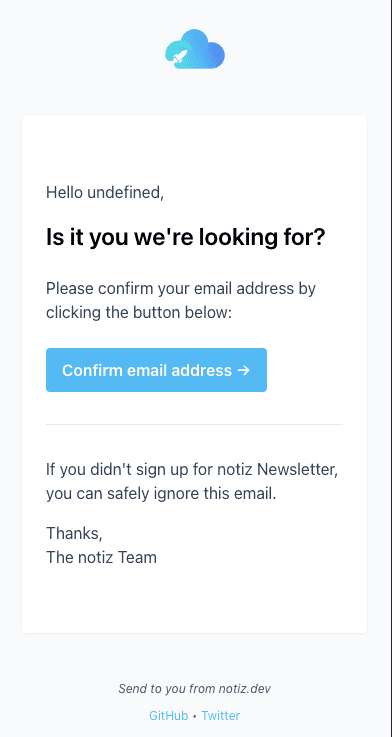 Hello undefined,
Is it you we're looking for?
Please confirm your email address by
clicking the button below:
Confirm email address →
If you didn't sign up for notiz Newsletter,
you can safely ignore this email.
Thanks,
The notiz Team
Send to you from notiz.dev
GitHub • Twitter